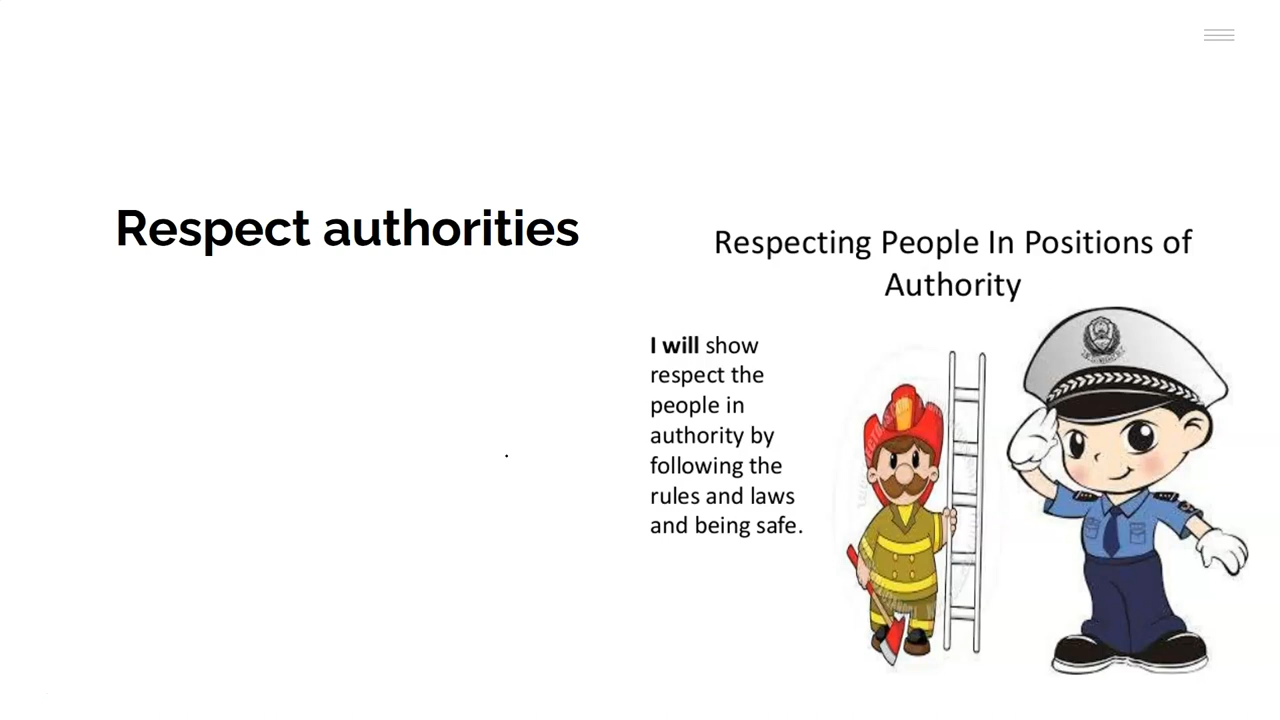 Respect authorities
Respecting People In Positions of
Authority
I will show
respect the
people in
authority by
following the
rules and laws
and being safe.